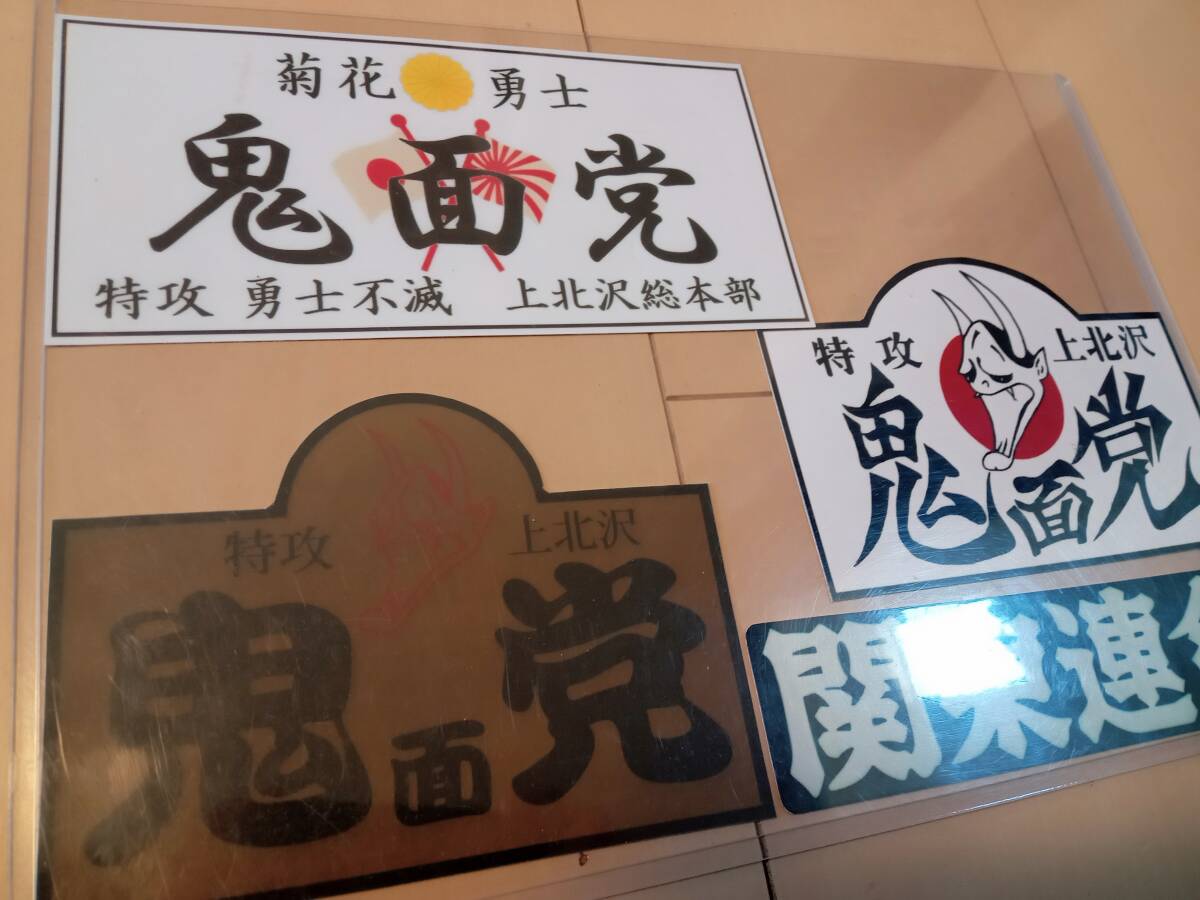 菊花 勇士
鬼面党
特攻 勇士不滅 上北沢総本部
特攻 上北沢
鬼面党
特攻 上北沢
鬼面党
関東連